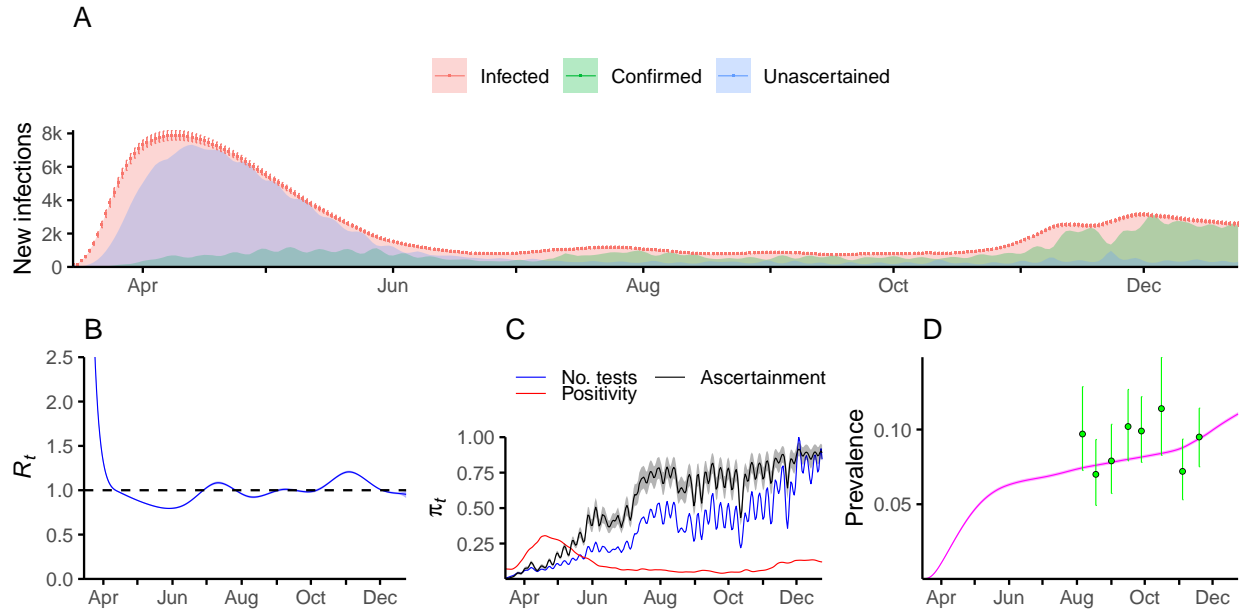 A
Infected Confirmed Unascertained
New infections
8k
6k
4k
2k
0
Apr Jun Aug Oct Dec
B
R_t
2.5
2.0
1.5
1.0
0.5
0.0
Apr Jun Aug Oct Dec
C
No. tests Ascertainment
Positivity
π_t
1.00
0.75
0.50
0.25
Apr Jun Aug Oct Dec
D
Prevalence
0.10
0.05
Apr Jun Aug Oct Dec